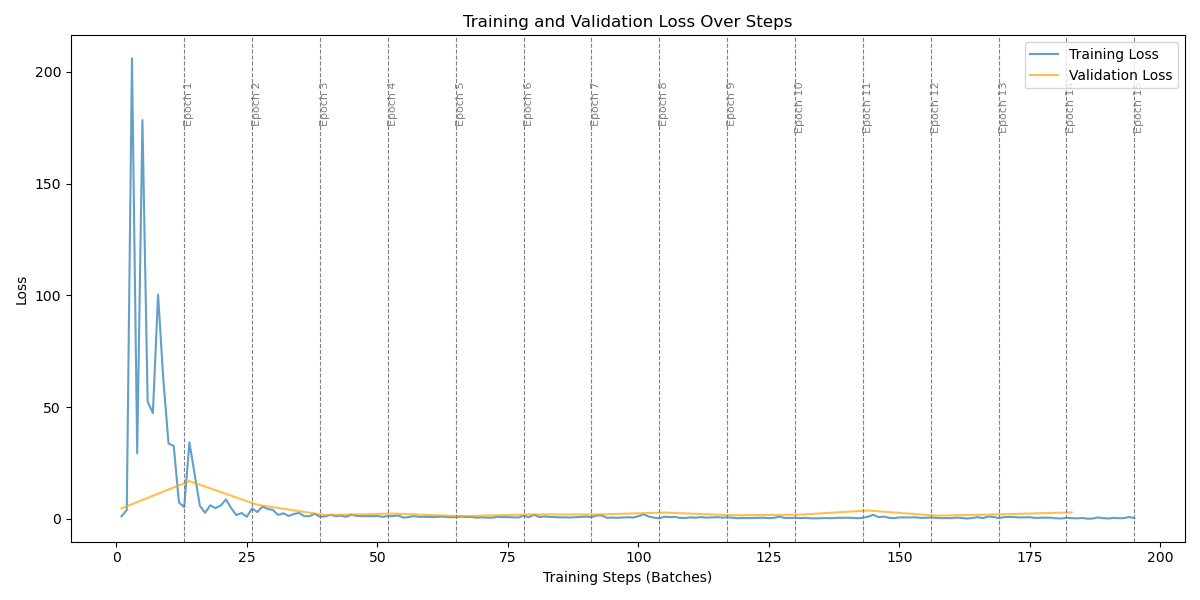 Training and Validation Loss Over Steps
Training Loss
Validation Loss
200
150
100
50
0
Loss
Epoch 1
Epoch 2
Epoch 3
Epoch 4
Epoch 5
Epoch 6
Epoch 7
Epoch 8
Epoch 9
Epoch 10
Epoch 11
Epoch 12
Epoch 13
Epoch
Epoch
0
25
50
75
100
125
150
175
200
Training Steps (Batches)